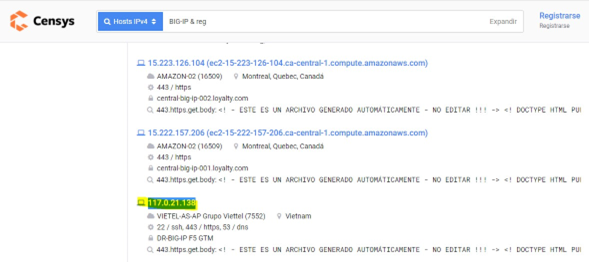 Censys
Hosts IPv4
BIG-IP & reg
Expandir
Registrarse
Registrarse
15.223.126.104 (ec2-15-223-126-104.ca-central-1.compute.amazonaws.com)
AMAZON-02 (16509) Montreal, Quebec, Canadá
443 / https
central-big-ip-002.loyalty.com
443.https.get.body: <! - ESTE ES UN ARCHIVO GENERADO AUTOMÁTICAMENTE - NO EDITAR !!! -> <! DOCTYPE HTML PUI
15.222.157.206 (ec2-15-222-157-206.ca-central-1.compute.amazonaws.com)
AMAZON-02 (16509) Montreal, Quebec, Canadá
443 / https
central-big-ip-001.loyalty.com
443.https.get.body: <! - ESTE ES UN ARCHIVO GENERADO AUTOMÁTICAMENTE - NO EDITAR !!! -> <! DOCTYPE HTML PUI
117.0.21.138
VIETEL-AS-AP Grupo Viettel (7552) Vietnam
22 / ssh, 443 / https, 53 / dns
DR-BIG-IP F5 GTM
443.https.get.body: <! - ESTE ES UN ARCHIVO GENERADO AUTOMÁTICAMENTE - NO EDITAR !!! -> <! DOCTYPE HTML PUI